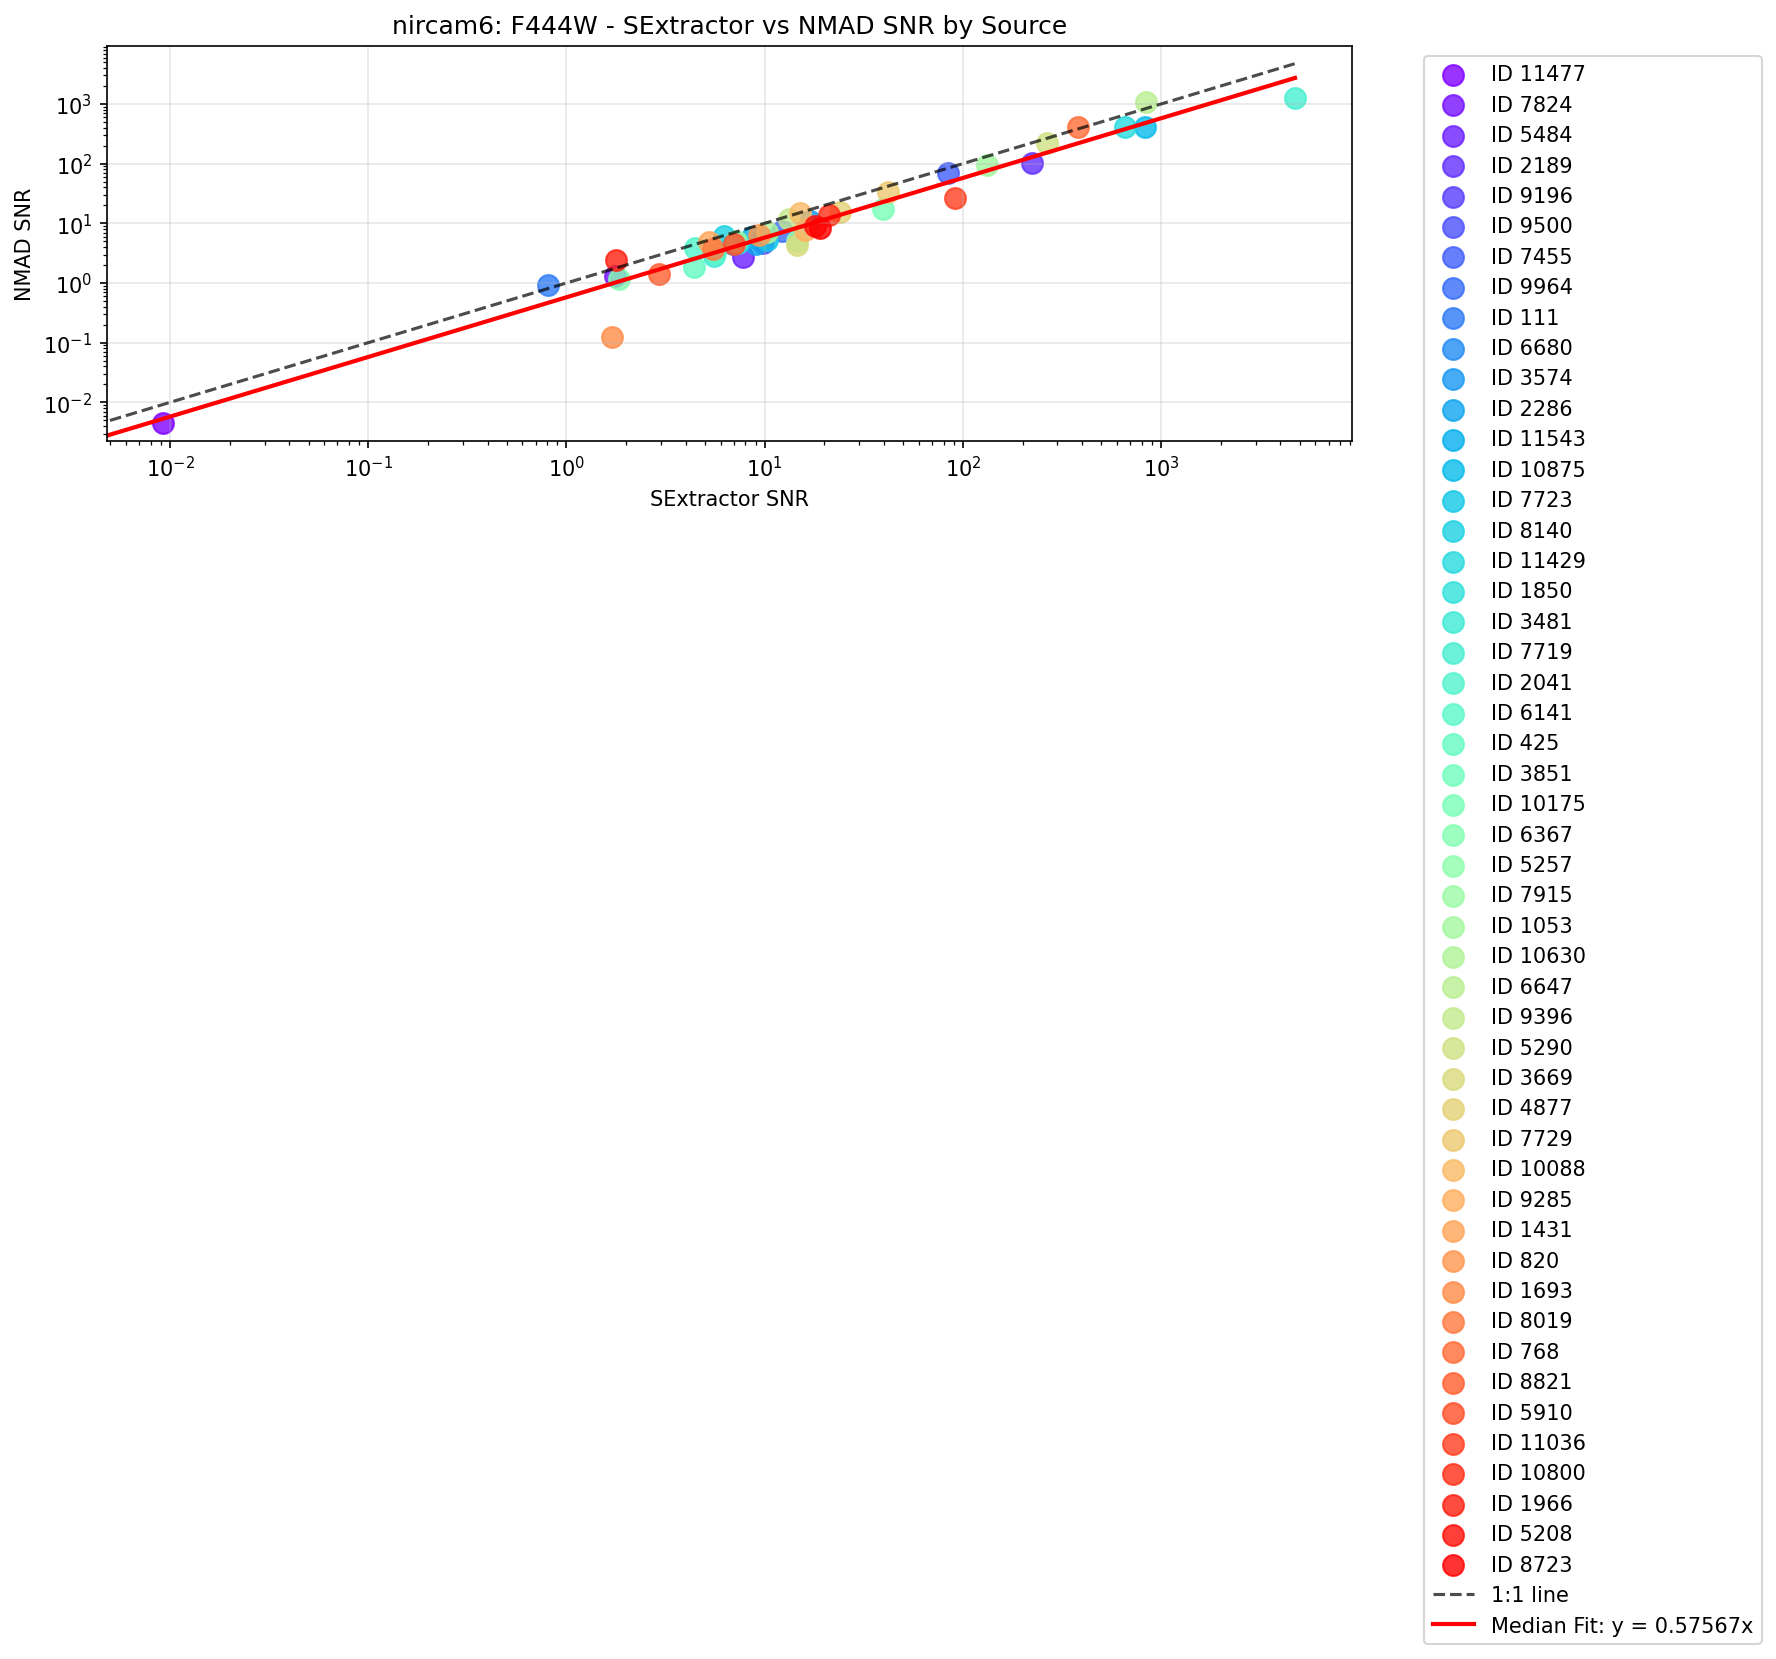 nircam6: F444W - SExtractor vs NMAD SNR by Source
NMAD SNR
10³
10²
10¹
10⁰
10⁻¹
10⁻²
10⁻² 10⁻¹ 10⁰ 10¹ 10² 10³
SExtractor SNR
ID 11477
ID 7824
ID 5484
ID 2189
ID 9196
ID 9500
ID 7455
ID 9964
ID 111
ID 6680
ID 3574
ID 2286
ID 11543
ID 10875
ID 7723
ID 8140
ID 11429
ID 1850
ID 3481
ID 7719
ID 2041
ID 6141
ID 425
ID 3851
ID 10175
ID 6367
ID 5257
ID 7915
ID 1053
ID 10630
ID 6647
ID 9396
ID 5290
ID 3669
ID 4877
ID 7729
ID 10088
ID 9285
ID 1431
ID 820
ID 1693
ID 8019
ID 768
ID 8821
ID 5910
ID 11036
ID 10800
ID 1966
ID 5208
ID 8723
1:1 line
Median Fit: y = 0.57567x